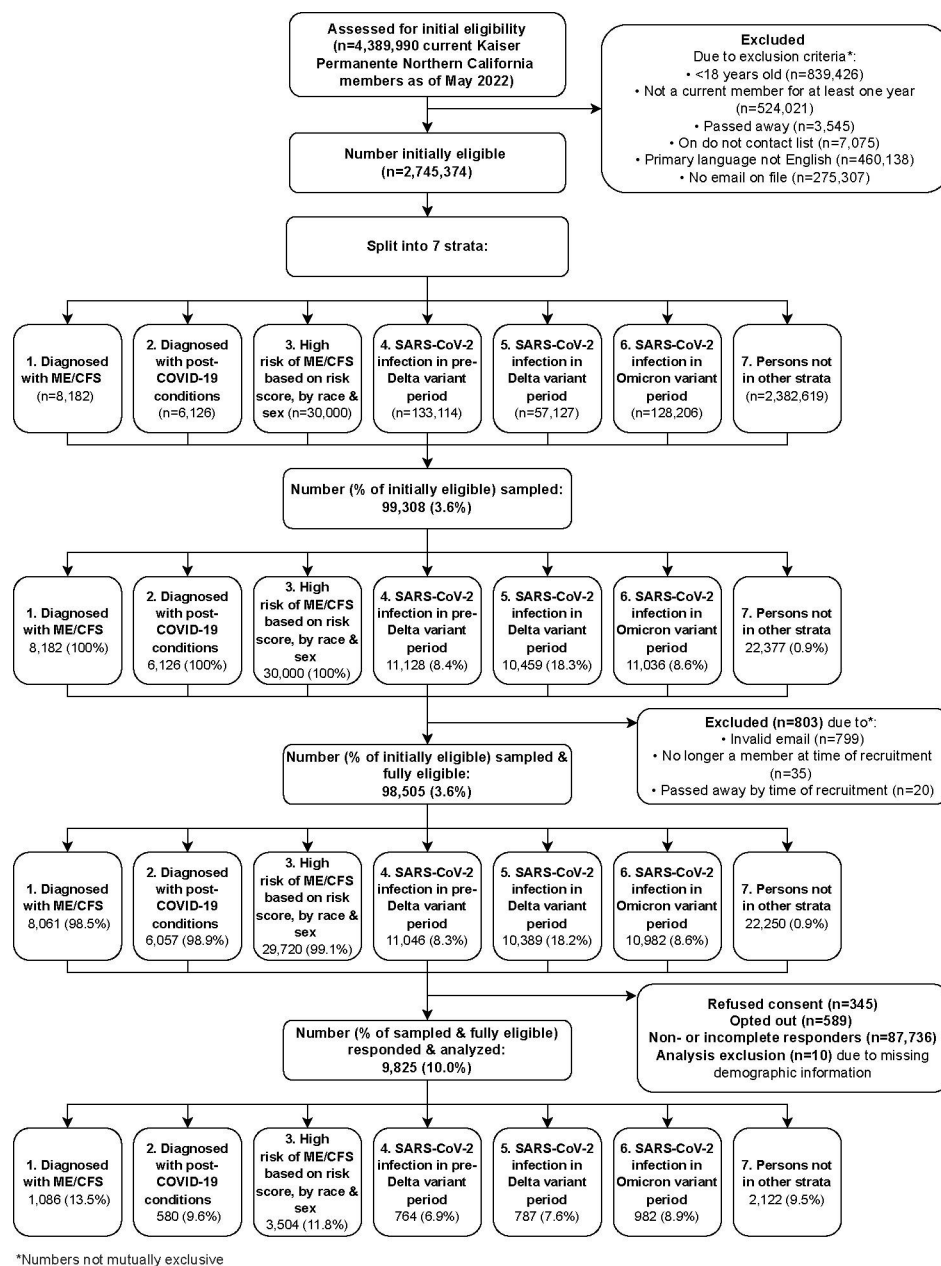 Assessed for initial eligibility
(n=4,389,990 current Kaiser
Permanente Northern California
members as of May 2022)
Excluded
Due to exclusion criteria*:
• <18 years old (n=839,426)
• Not a current member for at least one year
(n=524,021)
• Passed away (n=3,545)
• On do not contact list (n=7,075)
• Primary language not English (n=460,138)
• No email on file (n=275,307)
Number initially eligible
(n=2,745,374)
Split into 7 strata:
1. Diagnosed
with ME/CFS
(n=8,182)
2. Diagnosed
with post-
COVID-19
conditions
(n=6,126)
3. High
risk of ME/CFS
based on risk
score, by race &
sex (n=30,000)
4. SARS-CoV-2
infection in pre-
Delta variant
period
(n=133,114)
5. SARS-CoV-2
infection in
Delta variant
period
(n=57,127)
6. SARS-CoV-2
infection in
Omicron variant
period
(n=128,206)
7. Persons not
in other strata
(n=2,382,619)
Number (% of initially eligible) sampled:
99,308 (3.6%)
1. Diagnosed
with ME/CFS
8,182 (100%)
2. Diagnosed
with post-
COVID-19
conditions
6,126 (100%)
3. High
risk of ME/CFS
based on risk
score, by race &
sex
30,000 (100%)
4. SARS-CoV-2
infection in pre-
Delta variant
period
11,128 (8.4%)
5. SARS-CoV-2
infection in
Delta variant
period
10,459 (18.3%)
6. SARS-CoV-2
infection in
Omicron variant
period
11,036 (8.6%)
7. Persons not
in other strata
22,377 (0.9%)
Excluded (n=803) due to*:
• Invalid email (n=799)
• No longer a member at time of recruitment
(n=35)
• Passed away by time of recruitment (n=20)
Number (% of initially eligible) sampled &
fully eligible:
98,505 (3.6%)
1. Diagnosed
with ME/CFS
8,061 (98.5%)
2. Diagnosed
with post-
COVID-19
conditions
6,057 (98.9%)
3. High
risk of ME/CFS
based on risk
score, by race &
sex
29,720 (99.1%)
4. SARS-CoV-2
infection in pre-
Delta variant
period
11,046 (8.3%)
5. SARS-CoV-2
infection in
Delta variant
period
10,389 (18.2%)
6. SARS-CoV-2
infection in
Omicron variant
period
10,982 (8.6%)
7. Persons not
in other strata
22,250 (0.9%)
Refused consent (n=345)
Opted out (n=589)
Non- or incomplete responders (n=87,736)
Analysis exclusion (n=10) due to missing
demographic information
Number (% of sampled & fully eligible)
responded & analyzed:
9,825 (10.0%)
1. Diagnosed
with ME/CFS
1,086 (13.5%)
2. Diagnosed
with post-
COVID-19
conditions
580 (9.6%)
3. High
risk of ME/CFS
based on risk
score, by race &
sex
3,504 (11.8%)
4. SARS-CoV-2
infection in pre-
Delta variant
period
764 (6.9%)
5. SARS-CoV-2
infection in
Delta variant
period
787 (7.6%)
6. SARS-CoV-2
infection in
Omicron variant
period
982 (8.9%)
7. Persons not
in other strata
2,122 (9.5%)
*Numbers not mutually exclusive